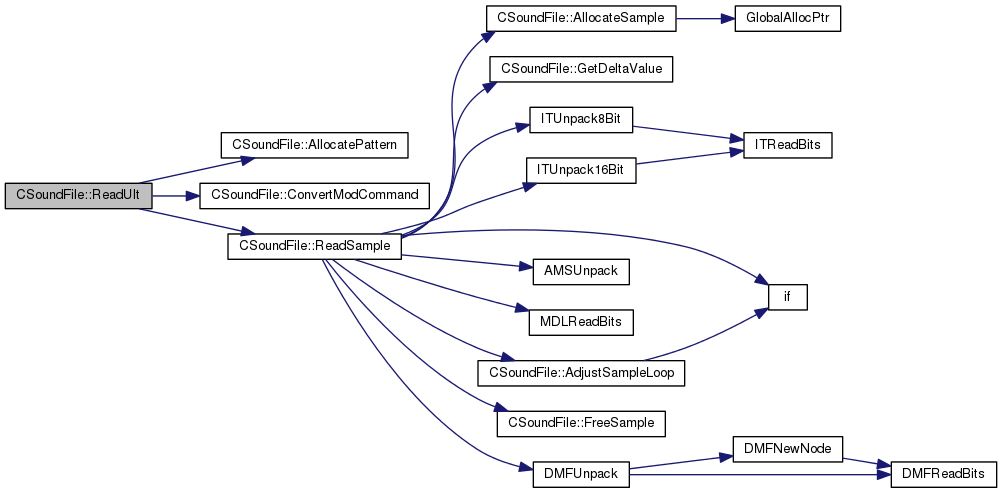 CSoundFile::AllocateSample
GlobalAllocPtr
CSoundFile::GetDeltaValue
ITUnpack8Bit
CSoundFile::AllocatePattern
ITReadBits
ITUnpack16Bit
CSoundFile::ReadUlt
CSoundFile::ConvertModCommand
CSoundFile::ReadSample
AMSUnpack
if
MDLReadBits
CSoundFile::AdjustSampleLoop
CSoundFile::FreeSample
DMFNewNode
DMFUnpack
DMFReadBits